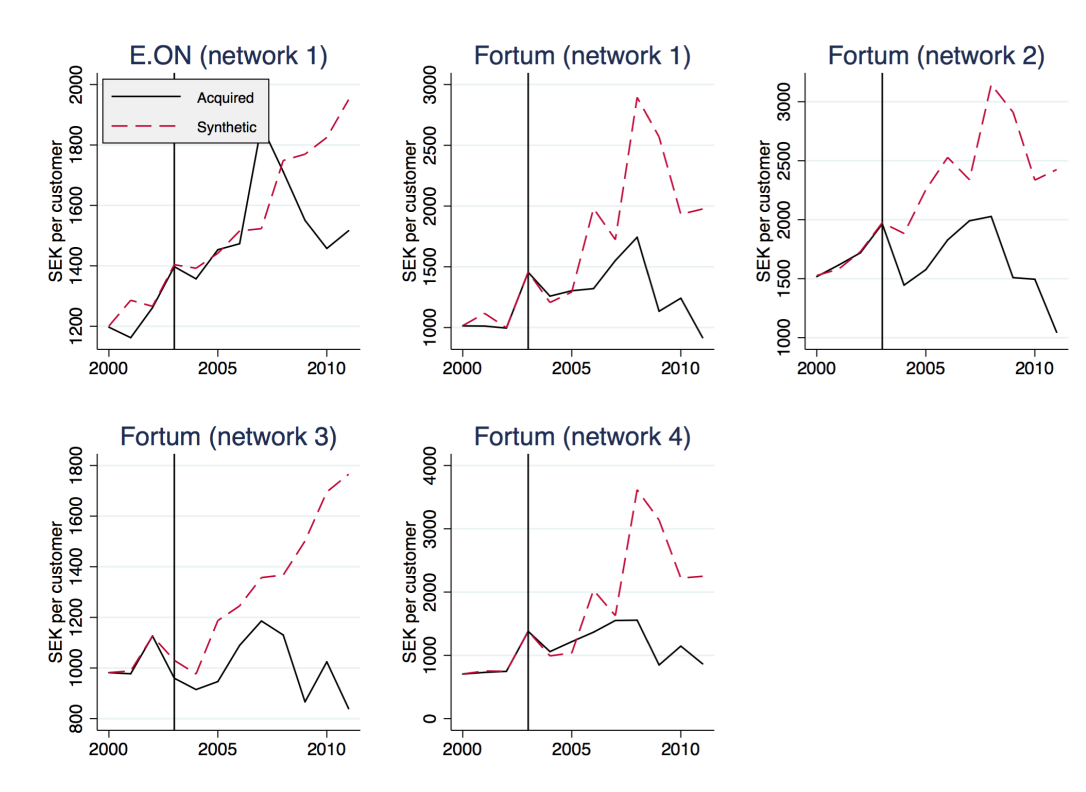 E.ON (network 1)
SEK per customer
1200 1400 1600 1800 2000
Acquired
Synthetic
2000 2005 2010
Fortum (network 1)
SEK per customer
1000 1500 2000 2500 3000
2000 2005 2010
Fortum (network 2)
SEK per customer
1000 1500 2000 2500 3000
2000 2005 2010
Fortum (network 3)
SEK per customer
800 1000 1200 1400 1600 1800
2000 2005 2010
Fortum (network 4)
SEK per customer
0 1000 2000 3000 4000
2000 2005 2010